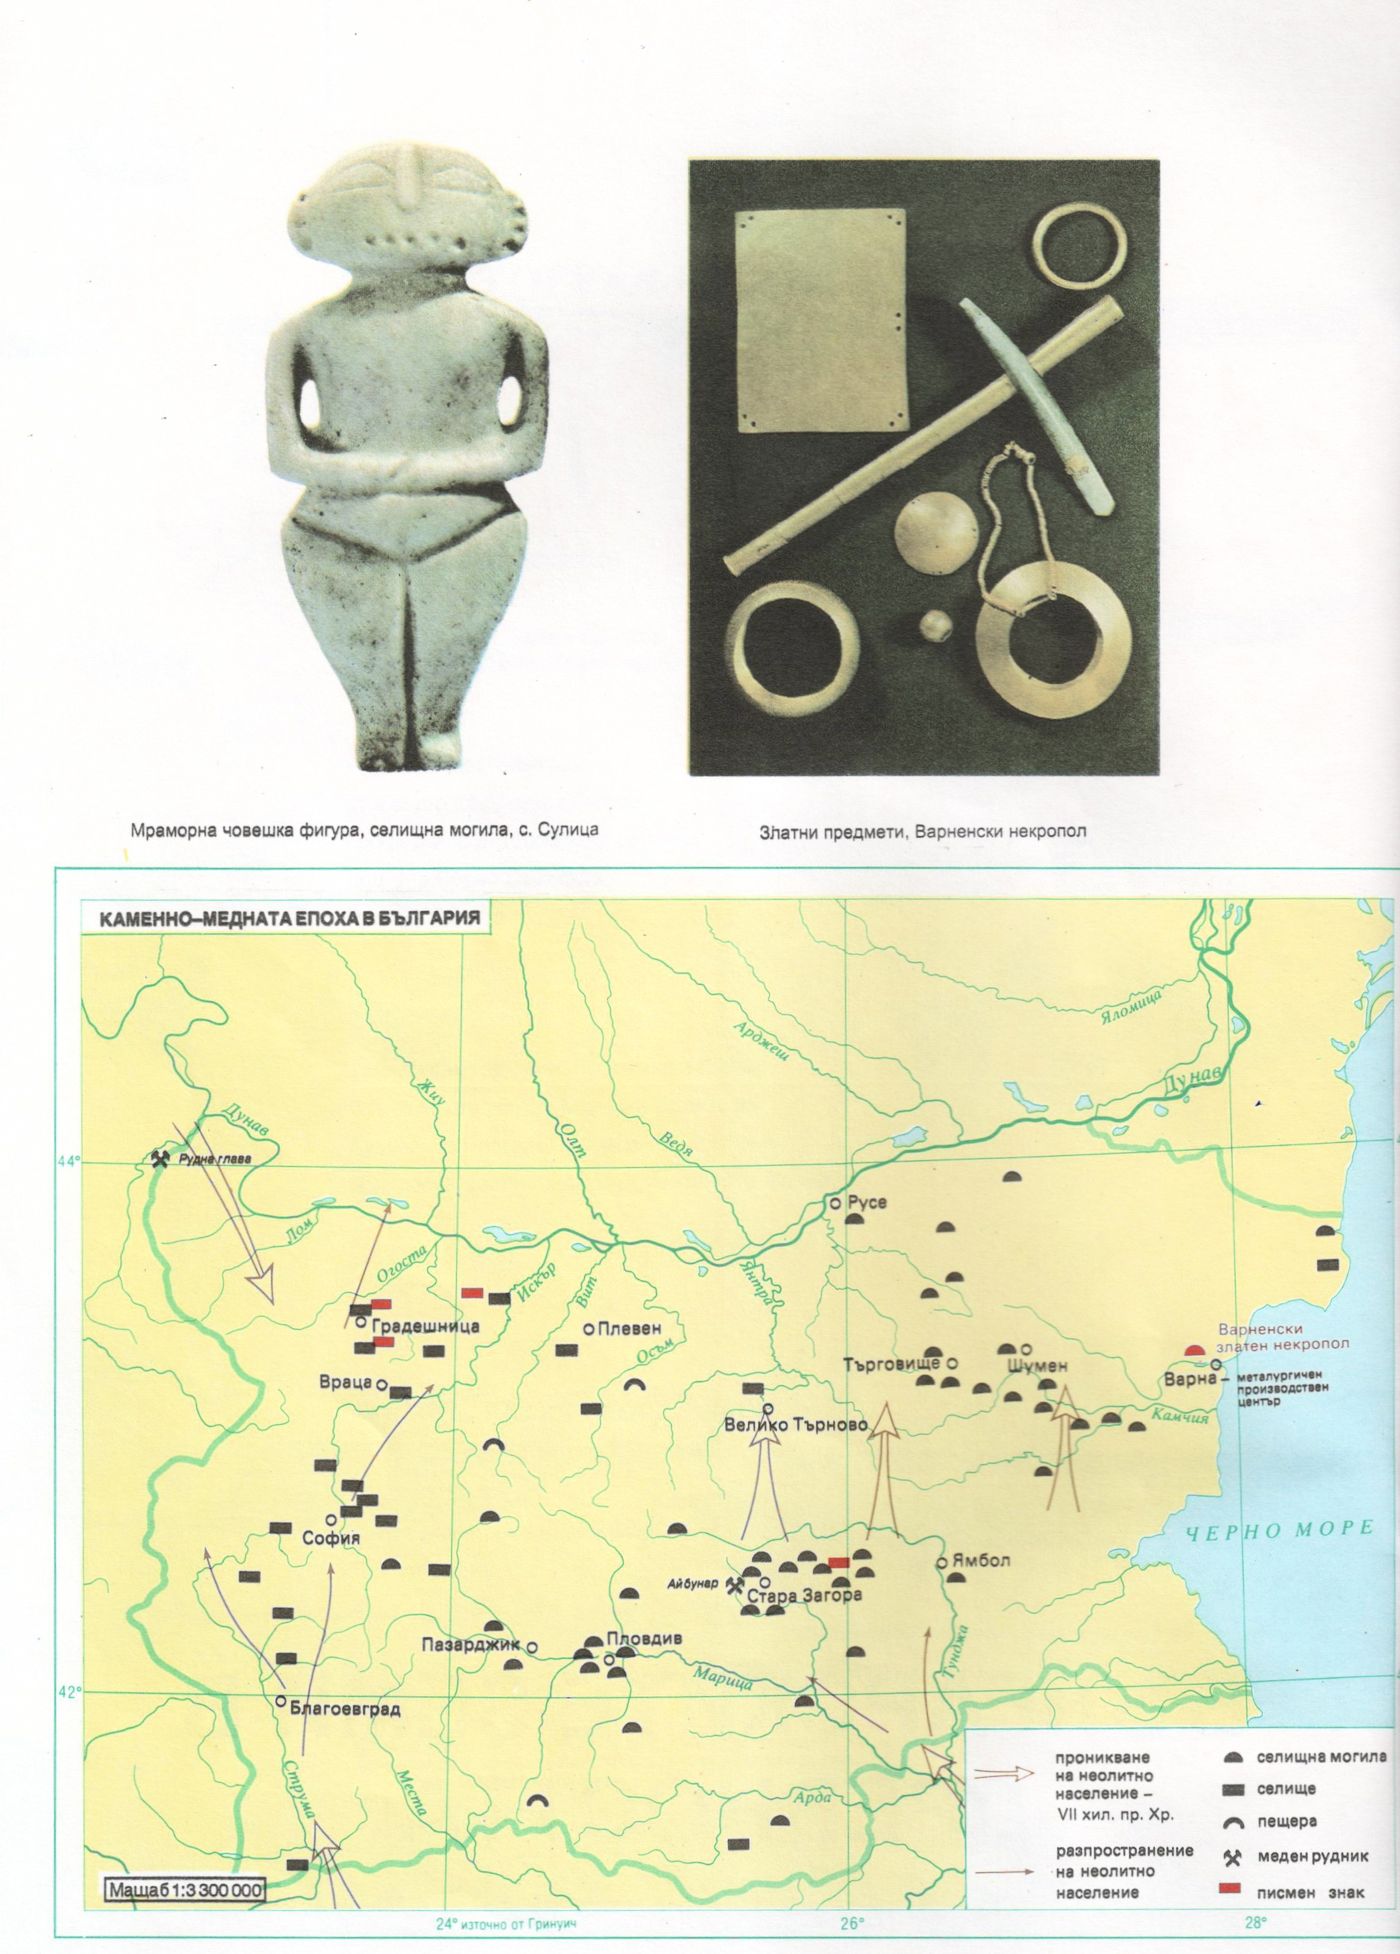 Мраморна човешка фигура, селищна могила, с. Сулица
Златни предмети, Варненски некропол
КАМЕННО–МЕДНАТА ЕПОХА В БЪЛГАРИЯ
Яломица
Арджеш
Дунав
Жиу
Дунав
Олт
Ведя
44°
Рудна глава
Русе
Лом
Огоста
Искър
Вит
Янтра
Градешница
Плевен
Осъм
Варненски
златен некропол
Търговище
Шумен
Враца
Варна –
металургичен
производствен
център
Велико Търново
Камчия
София
ЧЕРНО МОРЕ
Ямбол
Айбунар
Стара Загора
Пазарджик
Пловдив
Марица
Тунджа
42°
Благоевград
Струма
Места
Арда
проникване
на неолитно
население –
VII хил. пр. Хр.
разпространение
на неолитно
население
селищна могила
селище
пещера
меден рудник
писмен знак
Мащаб 1:3 300 000
24° източно от Гринуич
26°
28°